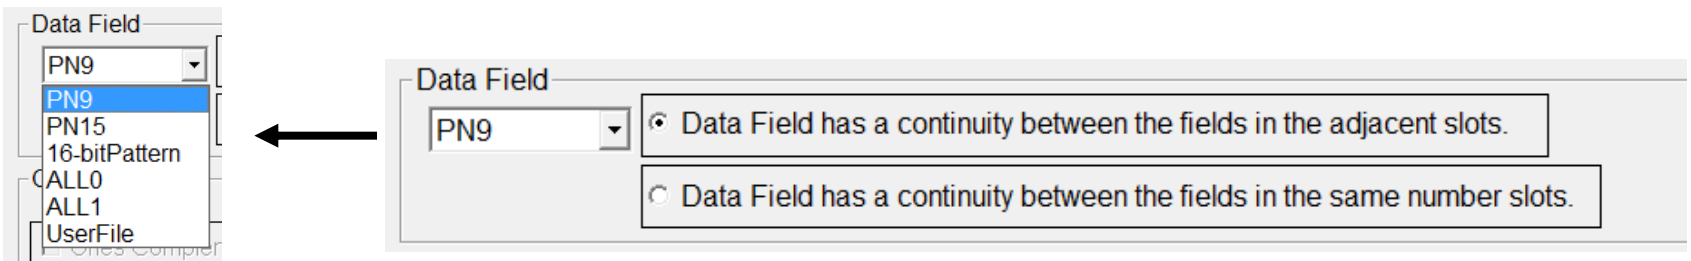 Data Field
PN9
PN9
PN15
16-bitPattern
ALL0
ALL1
UserFile
Data Field
PN9
Data Field has a continuity between the fields in the adjacent slots.
Data Field has a continuity between the fields in the same number slots.